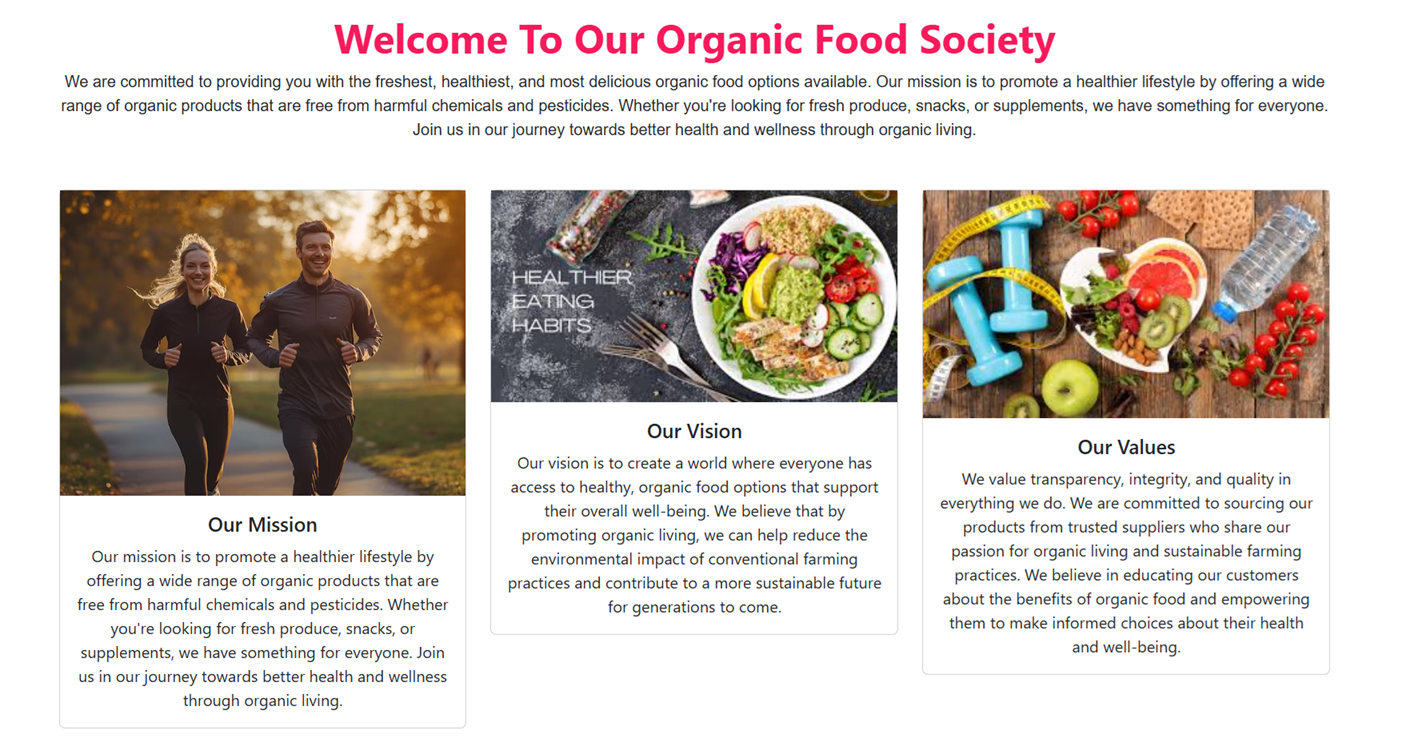 Welcome To Our Organic Food Society
We are committed to providing you with the freshest, healthiest, and most delicious organic food options available. Our mission is to promote a healthier lifestyle by offering a wide
range of organic products that are free from harmful chemicals and pesticides. Whether you're looking for fresh produce, snacks, or supplements, we have something for everyone.
Join us in our journey towards better health and wellness through organic living.
Our Mission
Our mission is to promote a healthier lifestyle by
offering a wide range of organic products that are
free from harmful chemicals and pesticides. Whether
you're looking for fresh produce, snacks, or
supplements, we have something for everyone. Join
us in our journey towards better health and wellness
through organic living.
HEALTHIER
EATING
HABITS
Our Vision
Our vision is to create a world where everyone has
access to healthy, organic food options that support
their overall well-being. We believe that by
promoting organic living, we can help reduce the
environmental impact of conventional farming
practices and contribute to a more sustainable future
for generations to come.
Our Values
We value transparency, integrity, and quality in
everything we do. We are committed to sourcing our
products from trusted suppliers who share our
passion for organic living and sustainable farming
practices. We believe in educating our customers
about the benefits of organic food and empowering
them to make informed choices about their health
and well-being.